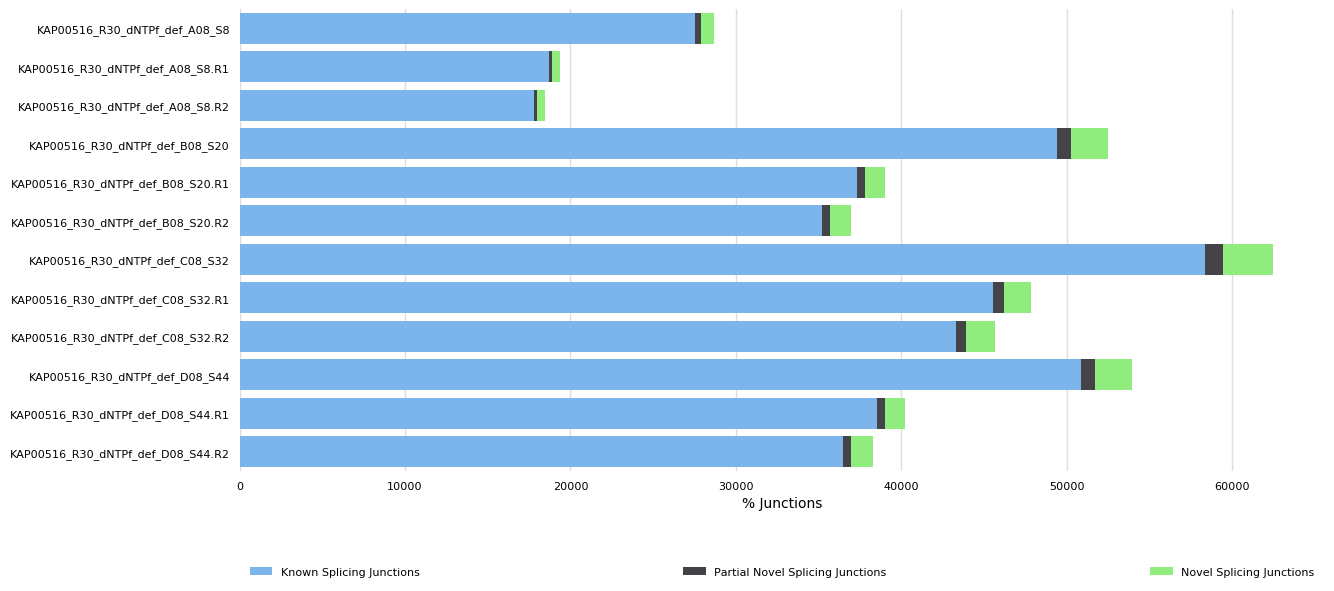 KAP00516_R30_dNTPf_def_A08_S8
KAP00516_R30_dNTPf_def_A08_S8.R1
KAP00516_R30_dNTPf_def_A08_S8.R2
KAP00516_R30_dNTPf_def_B08_S20
KAP00516_R30_dNTPf_def_B08_S20.R1
KAP00516_R30_dNTPf_def_B08_S20.R2
KAP00516_R30_dNTPf_def_C08_S32
KAP00516_R30_dNTPf_def_C08_S32.R1
KAP00516_R30_dNTPf_def_C08_S32.R2
KAP00516_R30_dNTPf_def_D08_S44
KAP00516_R30_dNTPf_def_D08_S44.R1
KAP00516_R30_dNTPf_def_D08_S44.R2
0 10000 20000 30000 40000 50000 60000
% Junctions
Known Splicing Junctions Partial Novel Splicing Junctions Novel Splicing Junctions